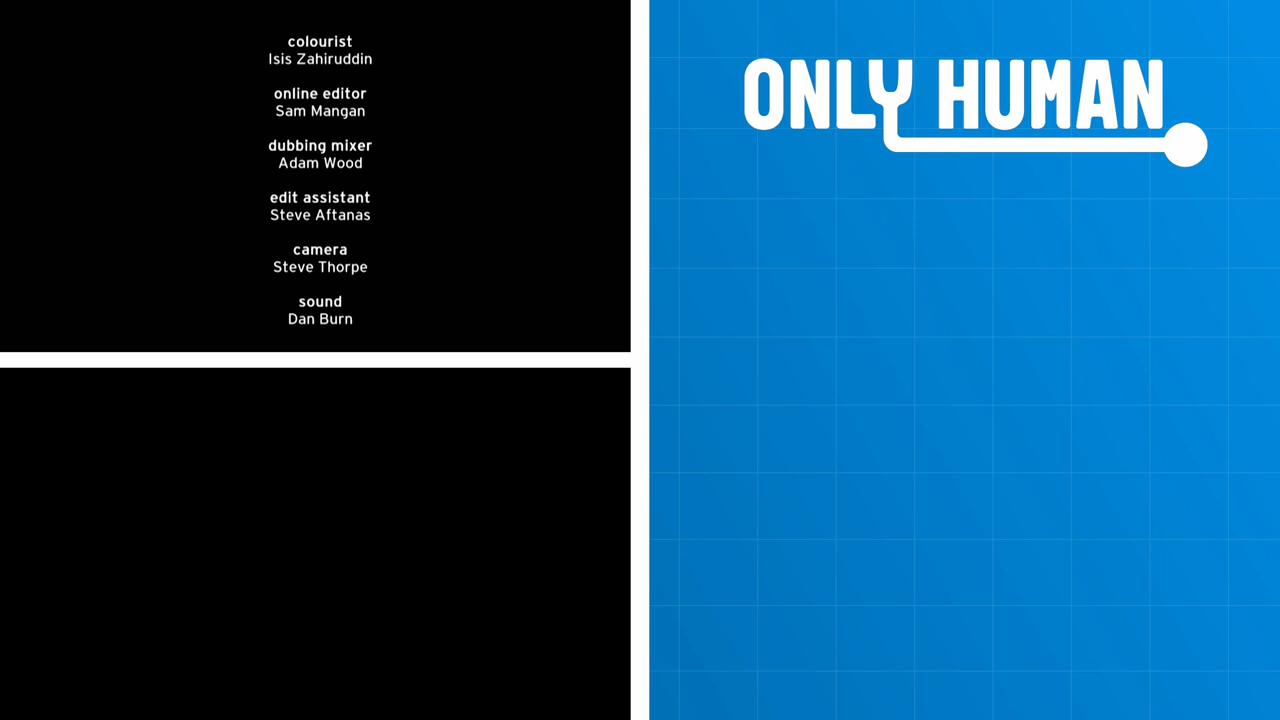 colourist
Isis Zahiruddin
online editor
Sam Mangan
dubbing mixer
Adam Wood
edit assistant
Steve Aftanas
camera
Steve Thorpe
sound
Dan Burn
ONLY HUMAN